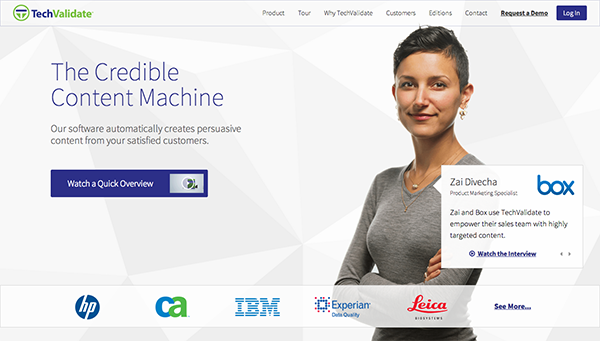 TechValidate
Product Tour Why TechValidate Customers Editions Contact Request a Demo Log In
The Credible
Content Machine
Our software automatically creates persuasive
content from your satisfied customers.
Watch a Quick Overview
Zai Divecha
Product Marketing Specialist
box
Zai and Box use TechValidate to
empower their sales team with highly
targeted content.
Watch the Interview
hp
ca
IBM
Experian
Data Quality
Leica
BIOSYSTEMS
See More...